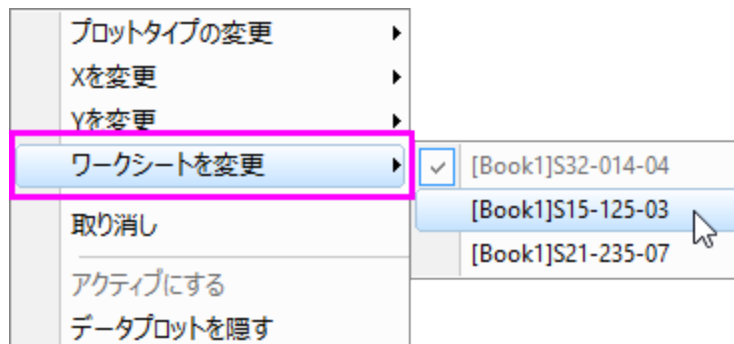 プロットタイプの変更
Xを変更
Yを変更
ワークシートを変更
[Book1]S32-014-04
[Book1]S15-125-03
[Book1]S21-235-07
取り消し
アクティブにする
データプロットを隠す